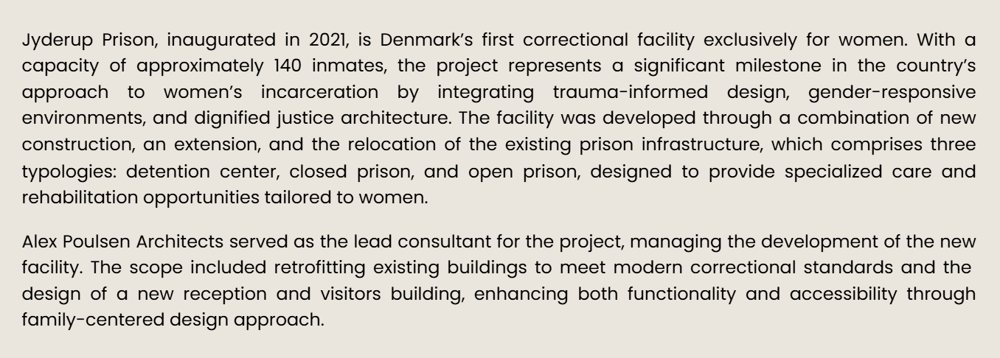 Jyderup Prison, inaugurated in 2021, is Denmark’s first correctional facility exclusively for women. With a
capacity of approximately 140 inmates, the project represents a significant milestone in the country’s
approach to women’s incarceration by integrating trauma-informed design, gender-responsive
environments, and dignified justice architecture. The facility was developed through a combination of new
construction, an extension, and the relocation of the existing prison infrastructure, which comprises three
typologies: detention center, closed prison, and open prison, designed to provide specialized care and
rehabilitation opportunities tailored to women.
Alex Poulsen Architects served as the lead consultant for the project, managing the development of the new
facility. The scope included retrofitting existing buildings to meet modern correctional standards and the
design of a new reception and visitors building, enhancing both functionality and accessibility through
family-centered design approach.